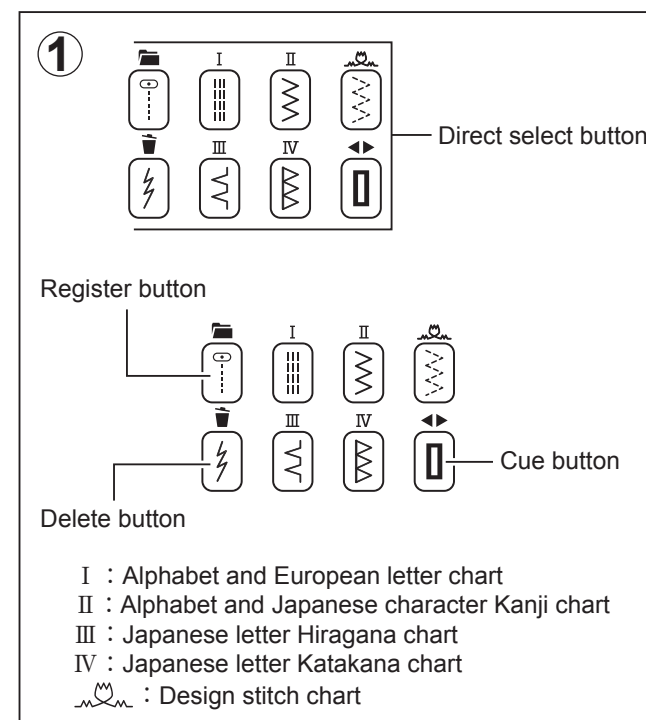 ①
Ⅰ Ⅱ
Ⅲ Ⅳ
Direct select button
Register button
Ⅰ Ⅱ
Ⅲ Ⅳ
Cue button
Delete button
Ⅰ：Alphabet and European letter chart
Ⅱ：Alphabet and Japanese character Kanji chart
Ⅲ：Japanese letter Hiragana chart
Ⅳ：Japanese letter Katakana chart
：Design stitch chart